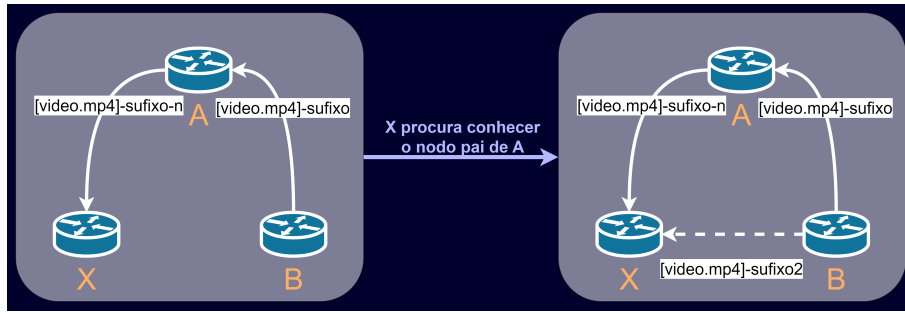 [video.mp4]-sufixo-n
[video.mp4]-sufixo
A
X
B
X procura conhecer
o nodo pai de A
[video.mp4]-sufixo-n
[video.mp4]-sufixo
A
[video.mp4]-sufixo2
X
B